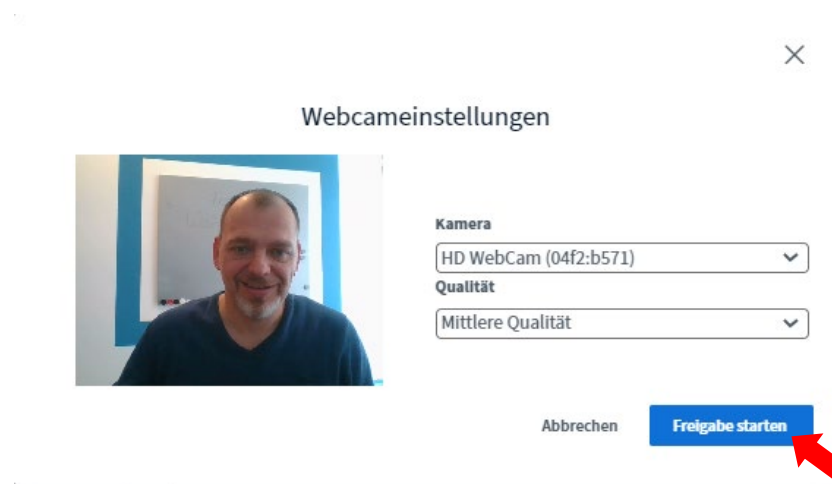 Webcameinstellungen
Kamera
HD WebCam (04f2:b571)
Qualität
Mittlere Qualität
Abbrechen
Freigabe starten